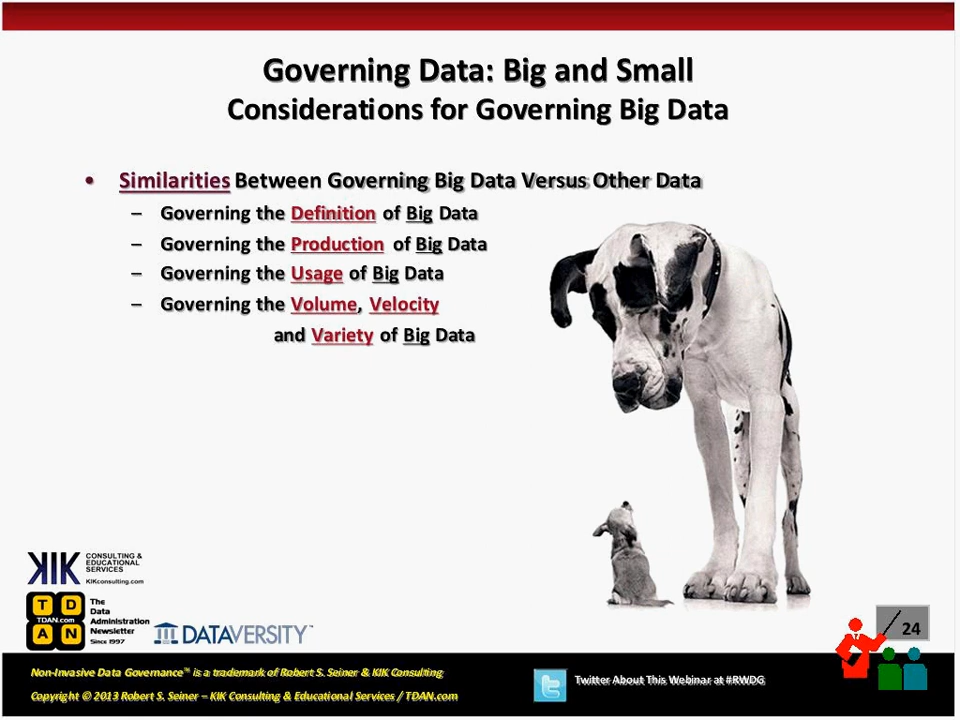 Governing Data: Big and Small
Considerations for Governing Big Data
• Similarities Between Governing Big Data Versus Other Data
– Governing the Definition of Big Data
– Governing the Production of Big Data
– Governing the Usage of Big Data
– Governing the Volume, Velocity
and Variety of Big Data
KIK
CONSULTING &
EDUCATIONAL
SERVICES
KIKconsulting.com
T D
TDAN.com
A N
The
Data
Administration
Newsletter
Since 1997
DATAVERSITY™
24
Non-Invasive Data Governance™ is a trademark of Robert S. Seiner & KIK Consulting
Copyright © 2013 Robert S. Seiner – KIK Consulting & Educational Services / TDAN.com
Twitter About This Webinar at #RWDG